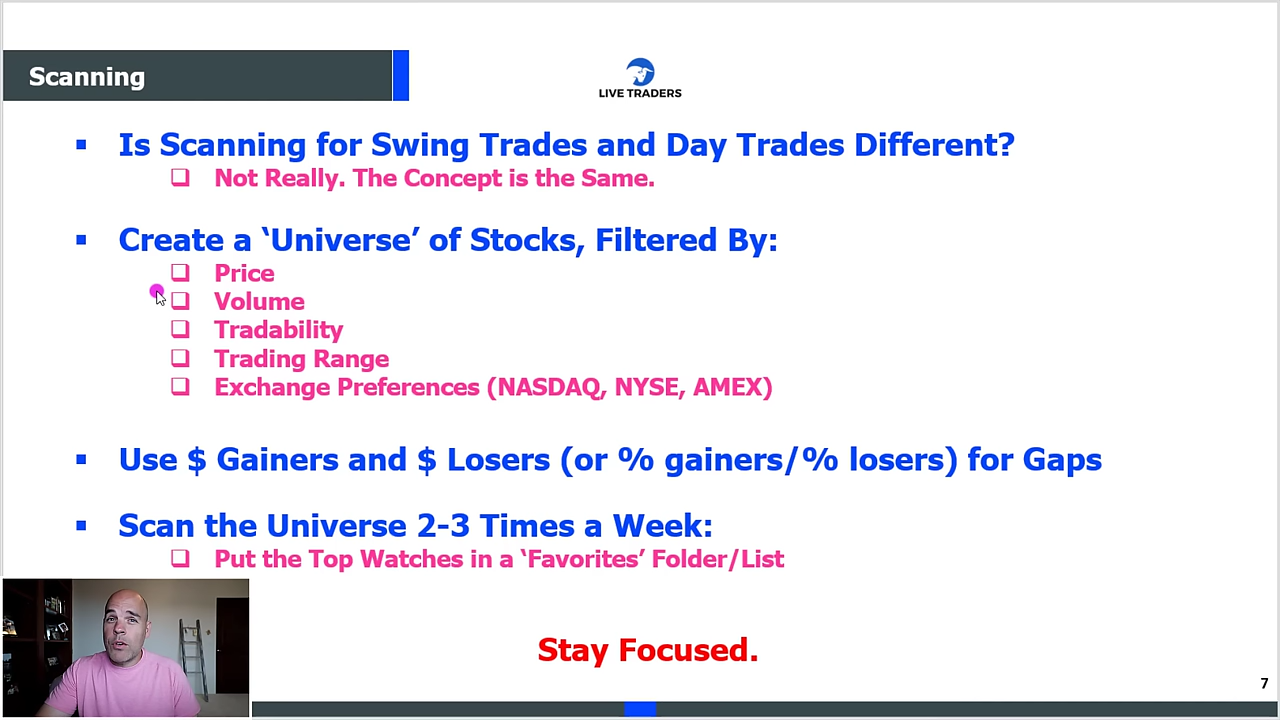 Scanning
LIVE TRADERS
Is Scanning for Swing Trades and Day Trades Different?
Not Really. The Concept is the Same.
Create a ‘Universe’ of Stocks, Filtered By:
Price
Volume
Tradability
Trading Range
Exchange Preferences (NASDAQ, NYSE, AMEX)
Use $ Gainers and $ Losers (or % gainers/% losers) for Gaps
Scan the Universe 2-3 Times a Week:
Put the Top Watches in a ‘Favorites’ Folder/List
Stay Focused.
7